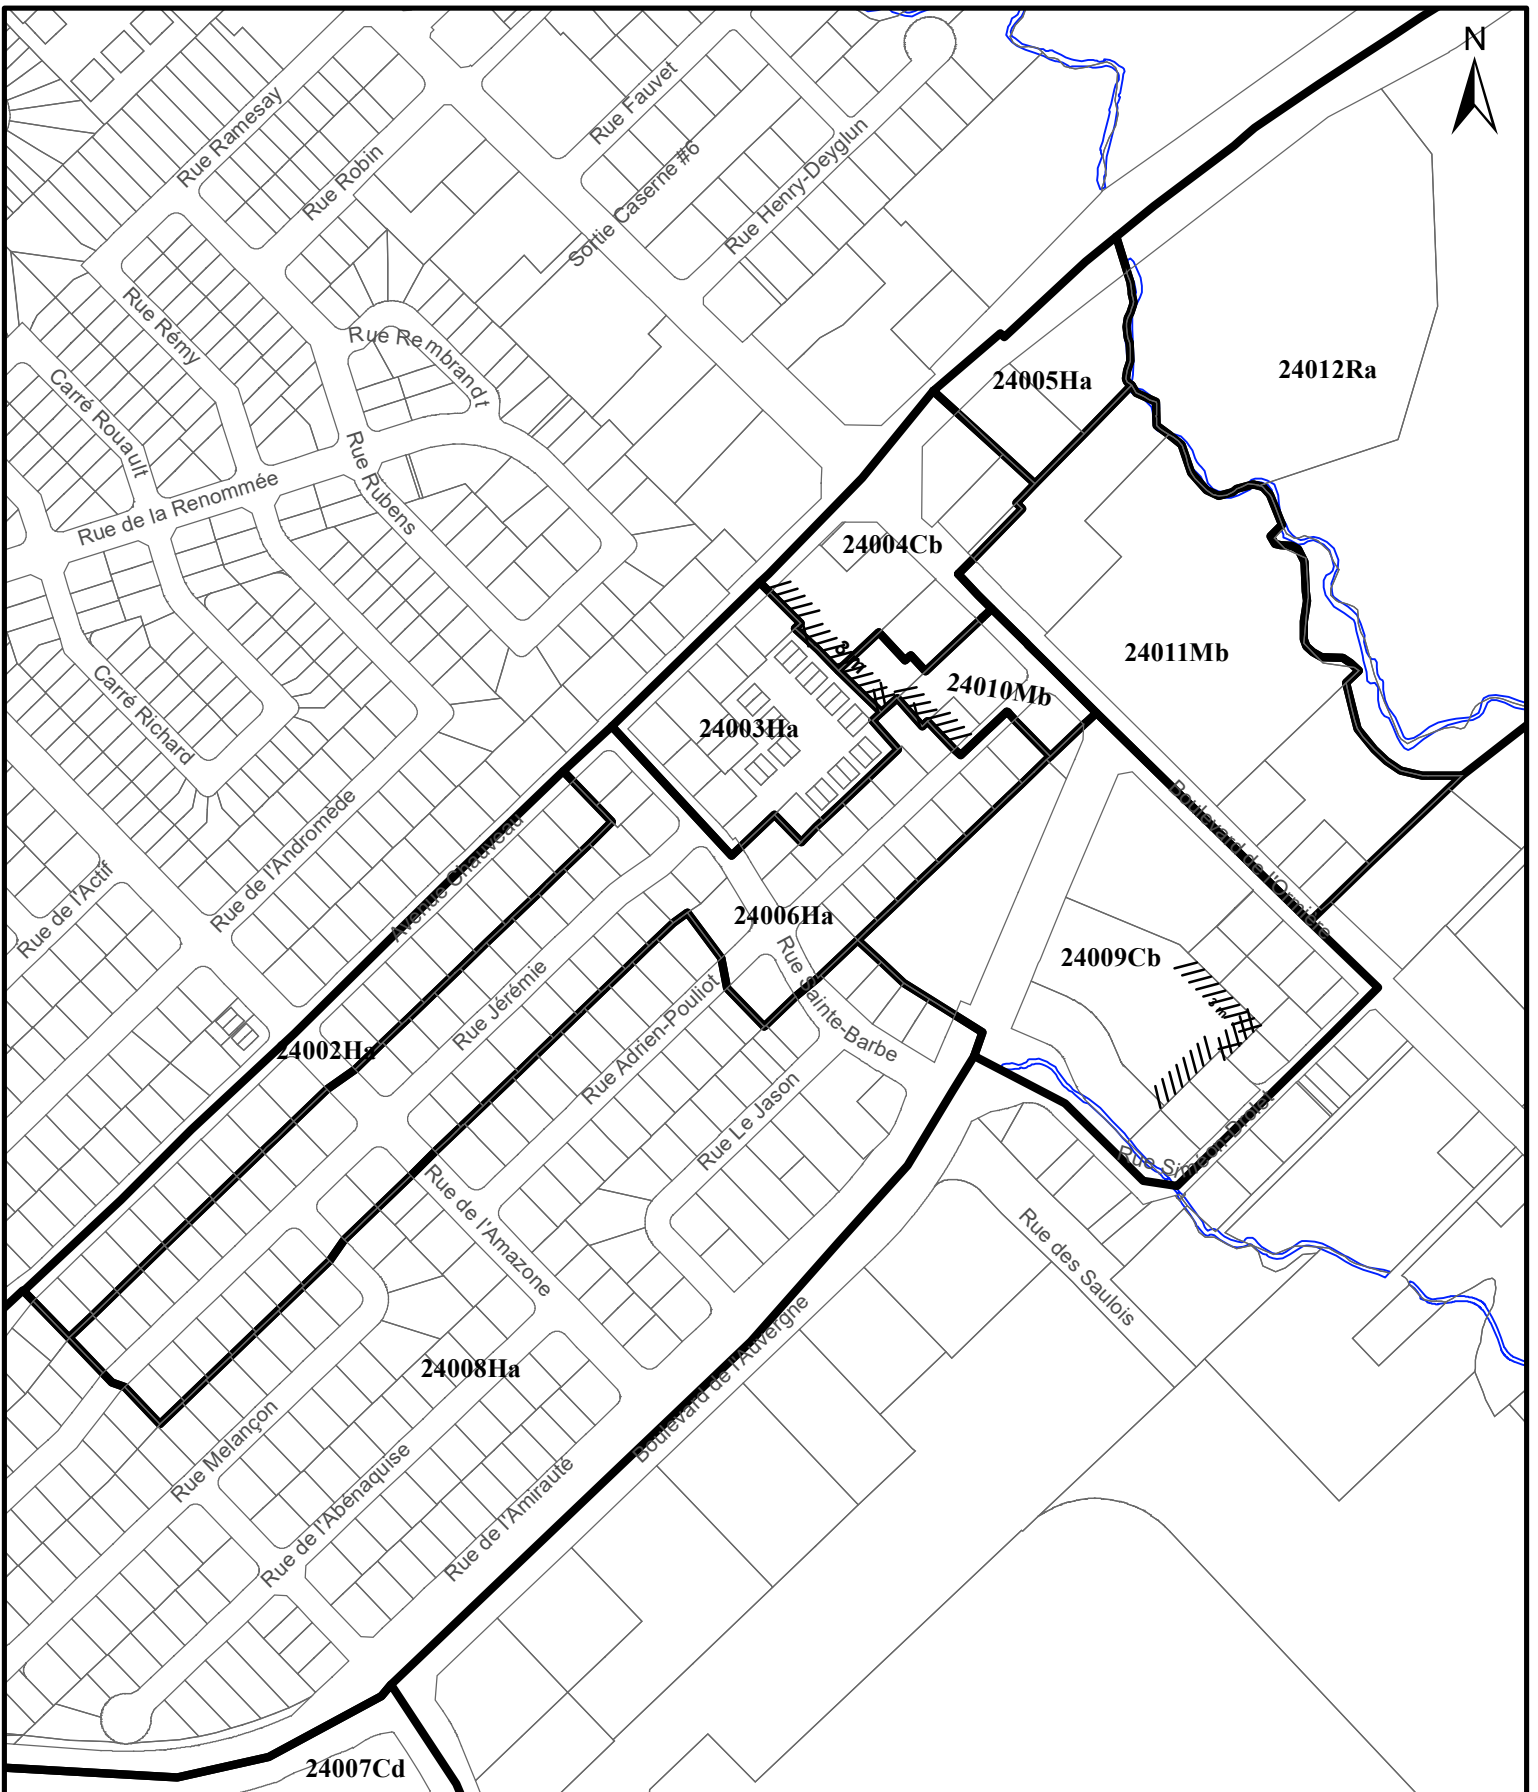 N
Rue Fauvet
Rue Ramesay
Rue Robin
Sortie Caserne #6
Rue Henry-Deyglun
Rue Rémy
Rue Rembrandt
Carré Rouault
24005Ha
24012Ra
Rue Rubens
Rue de la Renommée
24004Cb
24011Mb
24010Mb
Carré Richard
24003Ha
Rue de l'Andromède
Avenue Chauveau
Boulevard de l'Ormière
Rue de l'Actif
24006Ha
24009Cb
Rue Jérémie
Rue Adrien-Pouliot
Rue Sainte-Barbe
24002Ha
Rue Le Jason
Rue Siméon-Drolet
Rue de l'Amazone
Rue des Saulois
24008Ha
Boulevard de l'Auvergne
Rue Melançon
Rue de l'Abénaquise
Rue de l'Amirauté
24007Cd